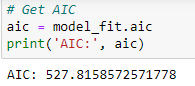 # Get AIC
aic = model_fit.aic
print('AIC:', aic)
AIC: 527.8158572571778